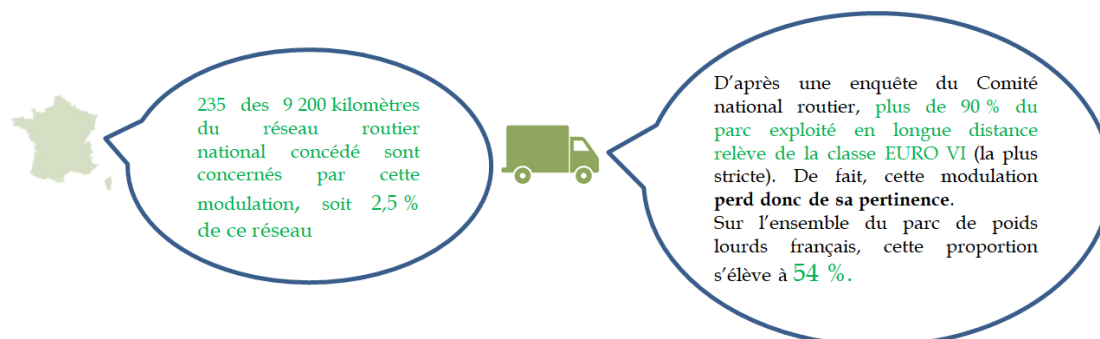 235 des 9 200 kilomètres
du réseau routier
national concédé sont
concernés par cette
modulation, soit 2,5 %
de ce réseau
D’après une enquête du Comité
national routier, plus de 90 % du
parc exploité en longue distance
relève de la classe EURO VI (la plus
stricte). De fait, cette modulation
perd donc de sa pertinence.
Sur l’ensemble du parc de poids
lourds français, cette proportion
s’élève à 54 %.